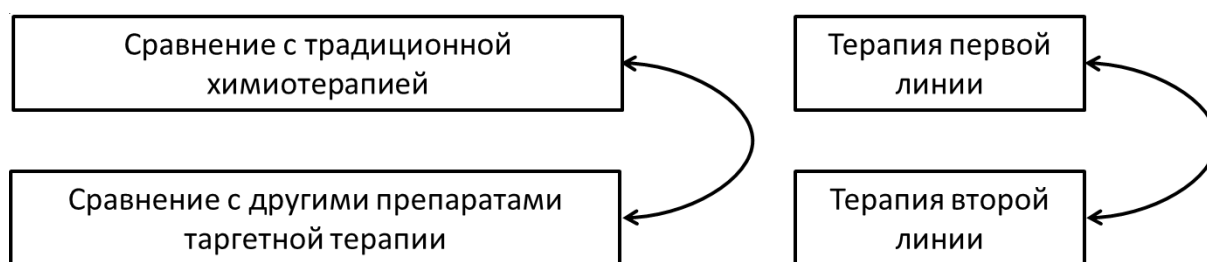 Сравнение с традиционной
химиотерапией
Терапия первой
линии
Сравнение с другими препаратами
таргетной терапии
Терапия второй
линии